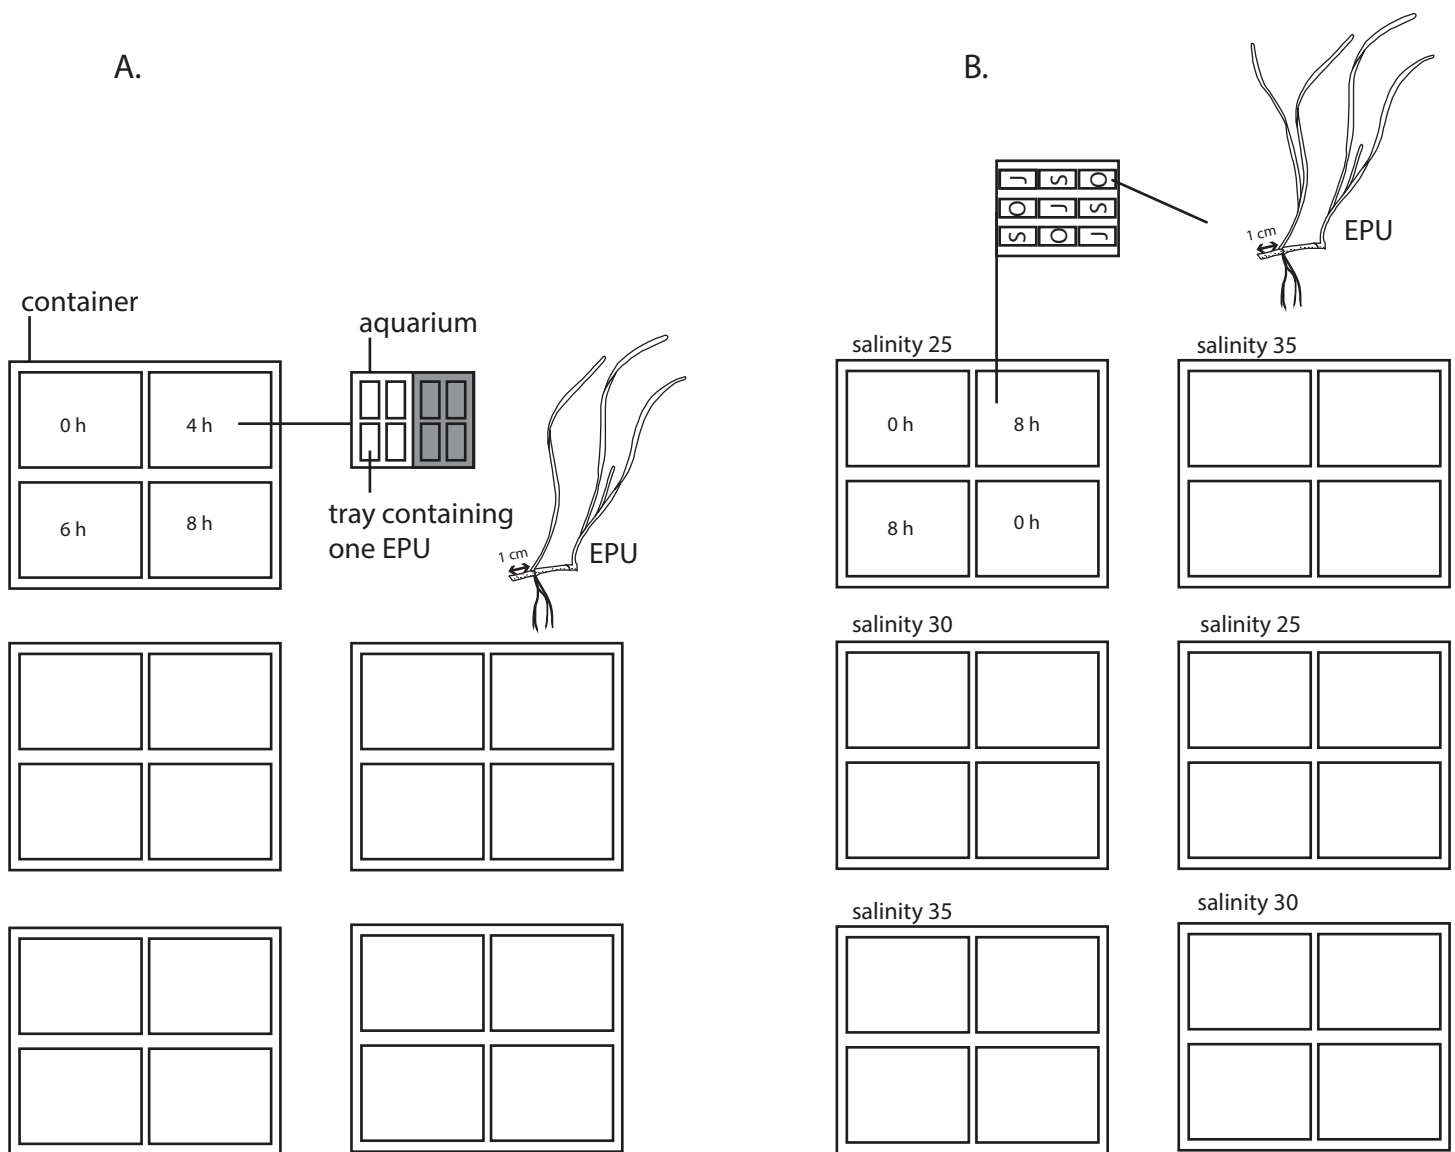 A.
container
aquarium
0 h
4 h
6 h
8 h
tray containing
one EPU
1 cm
EPU
B.
J S O
O J S
S O J
1 cm
EPU
salinity 25
salinity 35
0 h
8 h
8 h
0 h
salinity 30
salinity 25
salinity 35
salinity 30